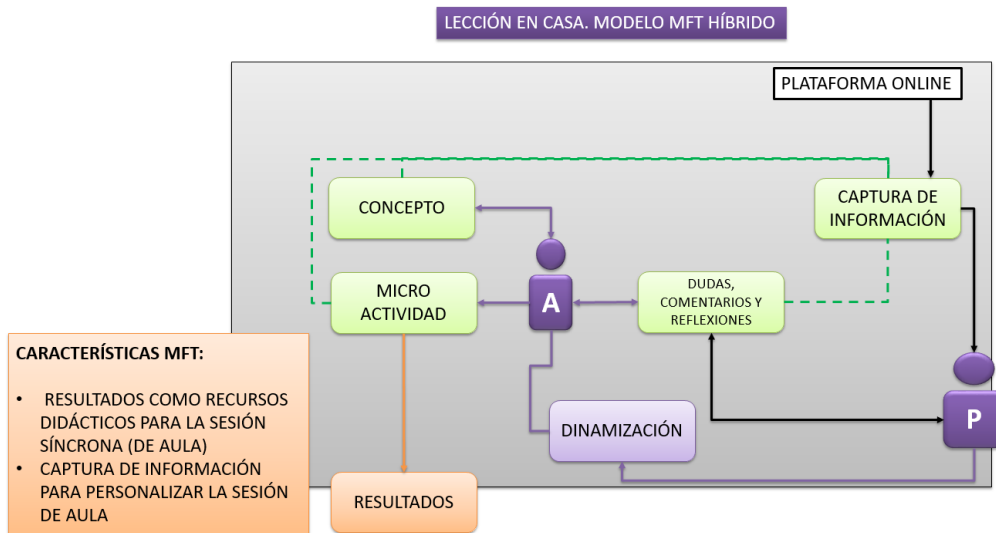 LECCIÓN EN CASA. MODELO MFT HÍBRIDO
PLATAFORMA ONLINE
CONCEPTO
CAPTURA DE
INFORMACIÓN
MICRO
ACTIVIDAD
A
DUDAS,
COMENTARIOS Y
REFLEXIONES
CARACTERÍSTICAS MFT:
• RESULTADOS COMO RECURSOS
DIDÁCTICOS PARA LA SESIÓN
SÍNCRONA (DE AULA)
• CAPTURA DE INFORMACIÓN
PARA PERSONALIZAR LA SESIÓN
DE AULA
DINAMIZACIÓN
P
RESULTADOS